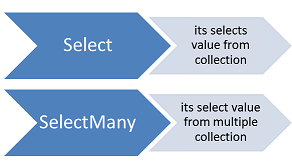 Select
its selects
value from
collection
SelectMany
its select value
from multiple
collection